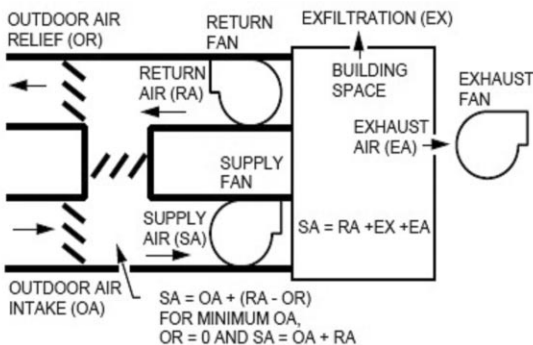 OUTDOOR AIR
RELIEF (OR)
RETURN
FAN
EXFILTRATION (EX)
RETURN
AIR (RA)
BUILDING
SPACE
EXHAUST
FAN
EXHAUST
AIR (EA)
SUPPLY
FAN
SUPPLY
AIR (SA)
SA = RA +EX +EA
OUTDOOR AIR
INTAKE (OA)
SA = OA + (RA - OR)
FOR MINIMUM OA,
OR = 0 AND SA = OA + RA